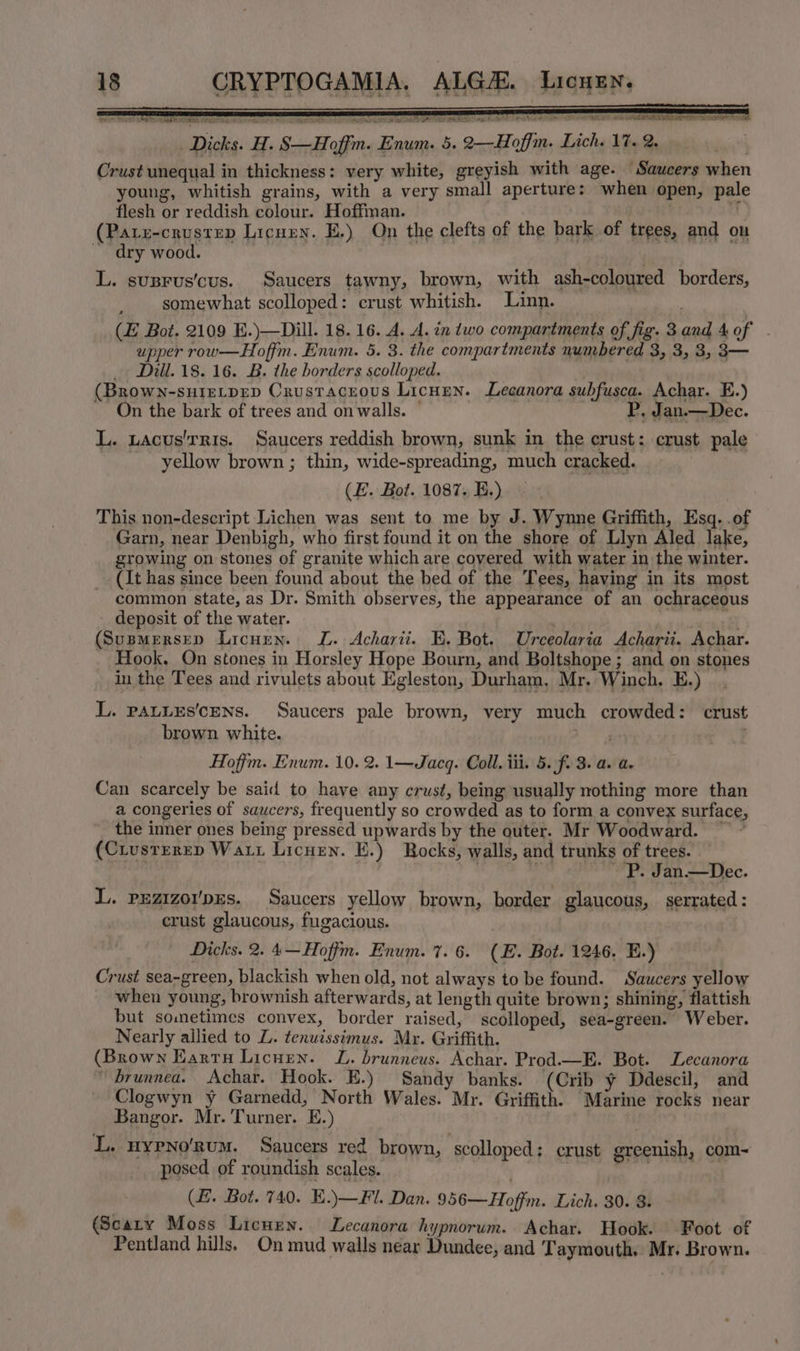 18 CRYPTOGAMIA. ALGÆ. LICHEN.
Dicks. H. S—Hoffm. Enum. 5. 2—Hoffm. Lich. 17. 2.
Crust unequal in thickness: very white, greyish with age. Saucers when
young, whitish grains, with a very small aperture: when open, pale
flesh or reddish colour. Hoffman.
(PALE-CRUSTED LICHEN. E.) On the clefts of the bark of trees, and on
dry wood.
L. SUBFUS'CUS. Saucers tawny, brown, with ash-coloured borders,
somewhat scolloped: crust whitish. Linn.
(E Bot. 2109 E.)—Dill. 18. 16. A. A. in two compartments of fig. 3 and 4 of
upper row—Hoffm. Enum. 5. 3. the compartments numbered 3, 3, 3, 3—
Dill. 18. 16. B. the borders scolloped.
(BROWN-SHIELDED CRUSTACEOUS LICHEN. Lecanora subfusca. Achar. E.)
On the bark of trees and on walls. P. Jan.—Dec.
L. LACUS'TRIS. Saucers reddish brown, sunk in the crust: crust pale
yellow brown; thin, wide-spreading, much cracked.
(E. Bot. 1087. E.)
This non-descript Lichen was sent to me by J. Wynne Griffith, Esq. of
Garn, near Denbigh, who first found it on the shore of Llyn Aled lake,
growing on stones of granite which are covered with water in the winter.
(It has since been found about the bed of the Tees, having in its most
common state, as Dr. Smith observes, the appearance of an ochraceous
deposit of the water.
(SUBMERSED LICHEN. L. Acharii. E. Bot. Urceolaria Acharii. Achar.
Hook. On stones in Horsley Hope Bourn, and Boltshope; and on stones
in the Tees and rivulets about Egleston, Durham. Mr. Winch. E.)
L. PALLES'CENS. Saucers pale brown, very much crowded: crust
brown white.
Hoffm. Enum. 10. 2. 1—Jacq. Coll. iii. 5. f. 3. a. a.
Can scarcely be said to have any crust, being usually nothing more than
a congeries of saucers, frequently so crowded as to form a convex surface,
the inner ones being pressed upwards by the outer. Mr Woodward.
(CLUSTERED WALL LICHEN. E.) Rocks, walls, and trunks of trees.
P. Jan.—Dec.
L. PEZIZOI'DES. Saucers yellow brown, border glaucous, serrated:
crust glaucous, fugacious.
Dicks. 2. 4—Hoffm. Enum. 7. 6. (E. Bot. 1246. E.)
Crust sea-green, blackish when old, not always to be found. Saucers yellow
when young, brownish afterwards, at length quite brown; shining, flattish
but sometimes convex, border raised, scolloped, sea-green. Weber.
Nearly allied to L. tenuissimus. Mr. Griffith.
(BROWN EARTH LICHEN. L. brunneus. Achar. Prod.—E. Bot. Lecanora
brunnea. Achar. Hook. E.) Sandy banks. (Crib ŷ Ddescil, and
Clogwyn ŷ Garnedd, North Wales. Mr. Griffith. Marine rocks near
Bangor. Mr. Turner. E.)
L. HYPNO'RUM. Saucers red brown, scolloped: crust greenish, com-
posed of roundish scales.
(E. Bot. 740. E.)—Fl. Dan. 956—Hoffm. Lich. 30. 3.
(SCALY MOSS LICHEN. Lecanora hypnorum. Achar. Hook. Foot of
Pentland hills. On mud walls near Dundee, and Taymouth. Mr. Brown.